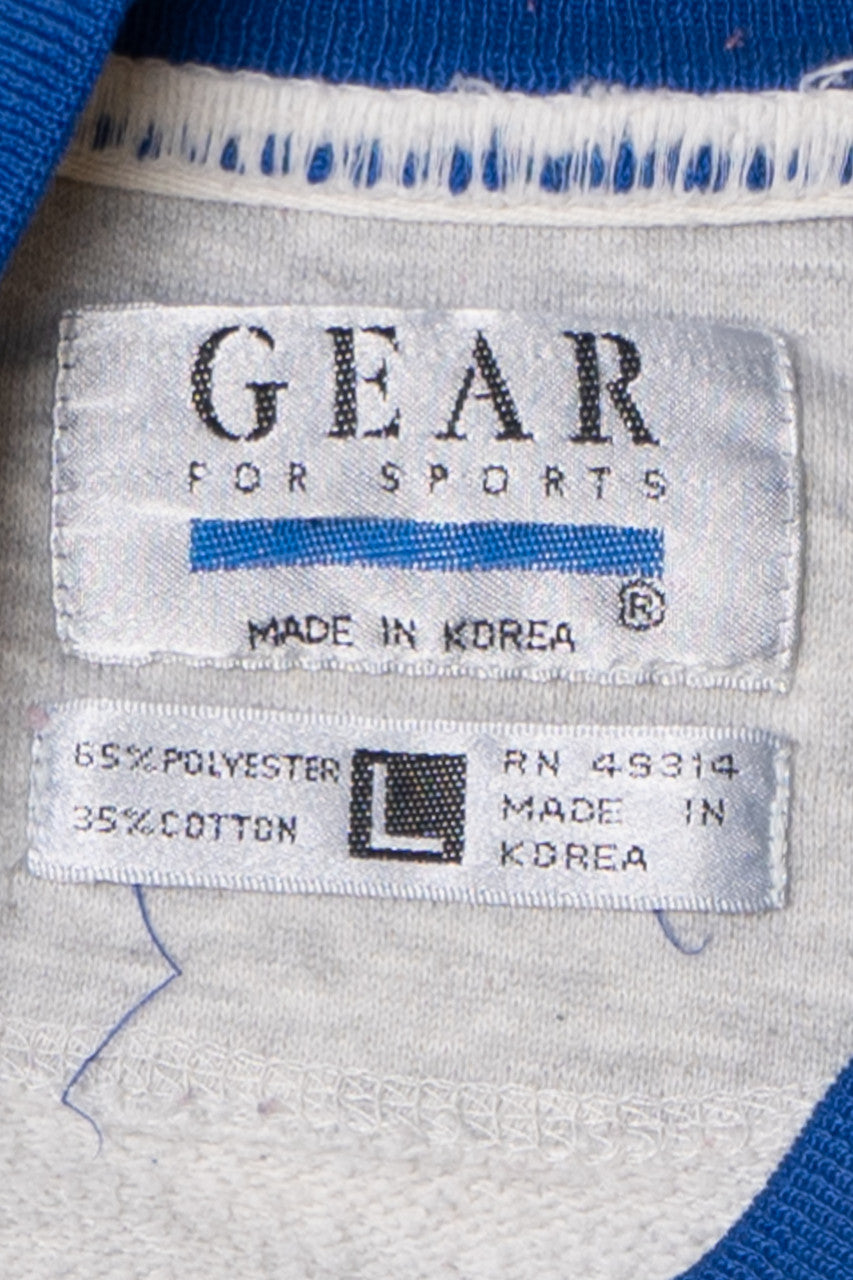 GEAR
FOR SPORTS
®
MADE IN KOREA
65% POLYESTER
35% COTTON
L
RN 49314
MADE IN
KOREA